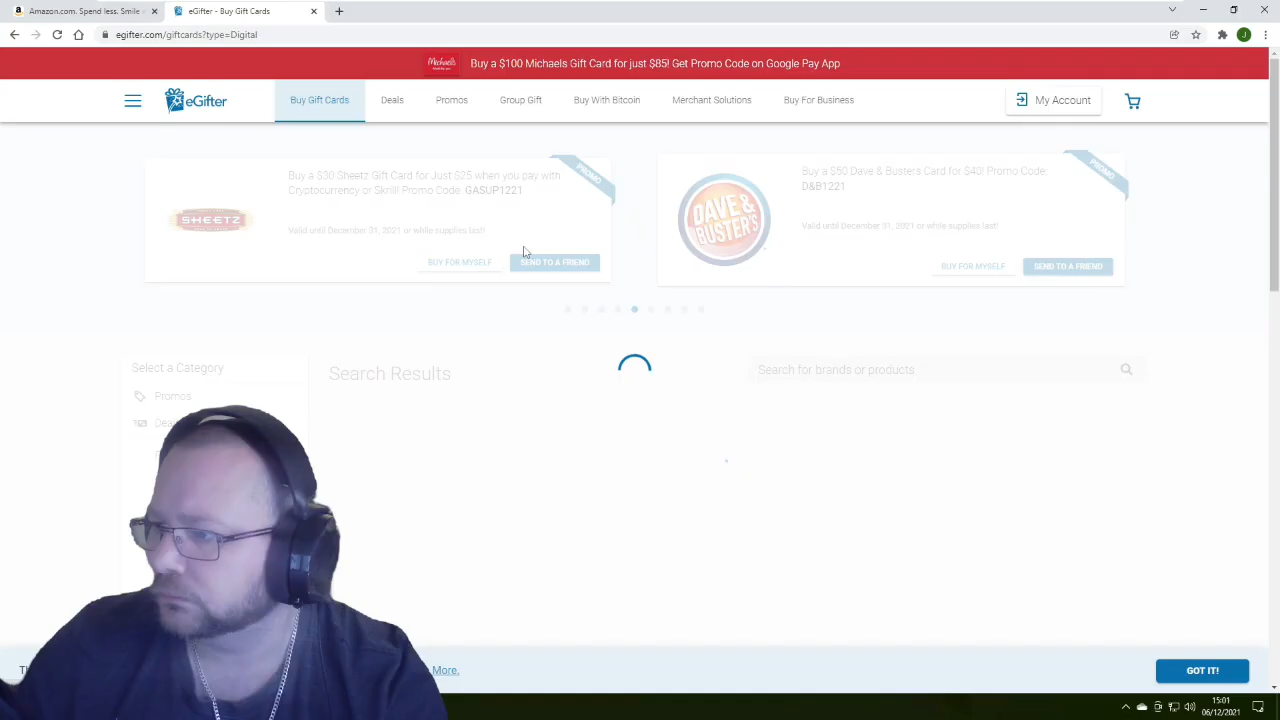 Amazon.com. Spend less. Smile
eGifter
egifter.com/giftcards?type=Digital
J
Michaels
Buy a $100 Michaels Gift Card for just $85! Get Promo Code on Google Pay App
eGifter
Buy Gift Cards
Deals
Promos
Group Gift
Buy With Bitcoin
Merchant Solutions
Buy For Business
My Account
Buy a $30 Sheetz Gift Card for Just $25 when you pay with
Cryptocurrency or Skrill! Promo Code: GASUP1221
PROMO
SHEETZ
Valid until December 31, 2021 or while supplies last!
BUY FOR MYSELF
SEND TO A FRIEND
Buy a $50 Dave & Busters Card for $40! Promo Code:
D&B1221
PROMO
DAVE &
BUSTER'S
Valid until December 31, 2021 or while supplies last!
BUY FOR MYSELF
SEND TO A FRIEND
Select a Category
Search Results
Search for brands or products
Promos
More.
GOT IT!
15:01
06/12/2021